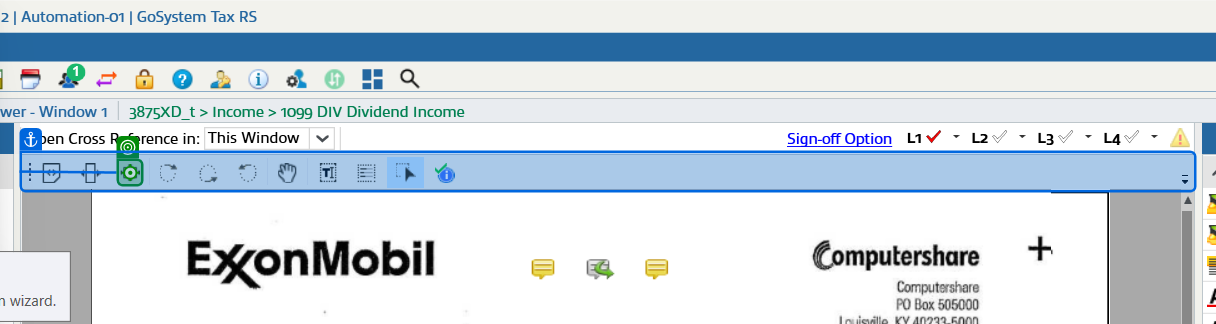 2 | Automation-01 | GoSystem Tax RS
1
wer - Window 1 3875XD_t > Income > 1099 DIV Dividend Income
pen Cross Reference in: This Window Sign-off Option L1 L2 L3 L4
T
ExxonMobil
Computershare
Computershare
PO Box 505000
Louisville, KY 40233-5000
n wizard.